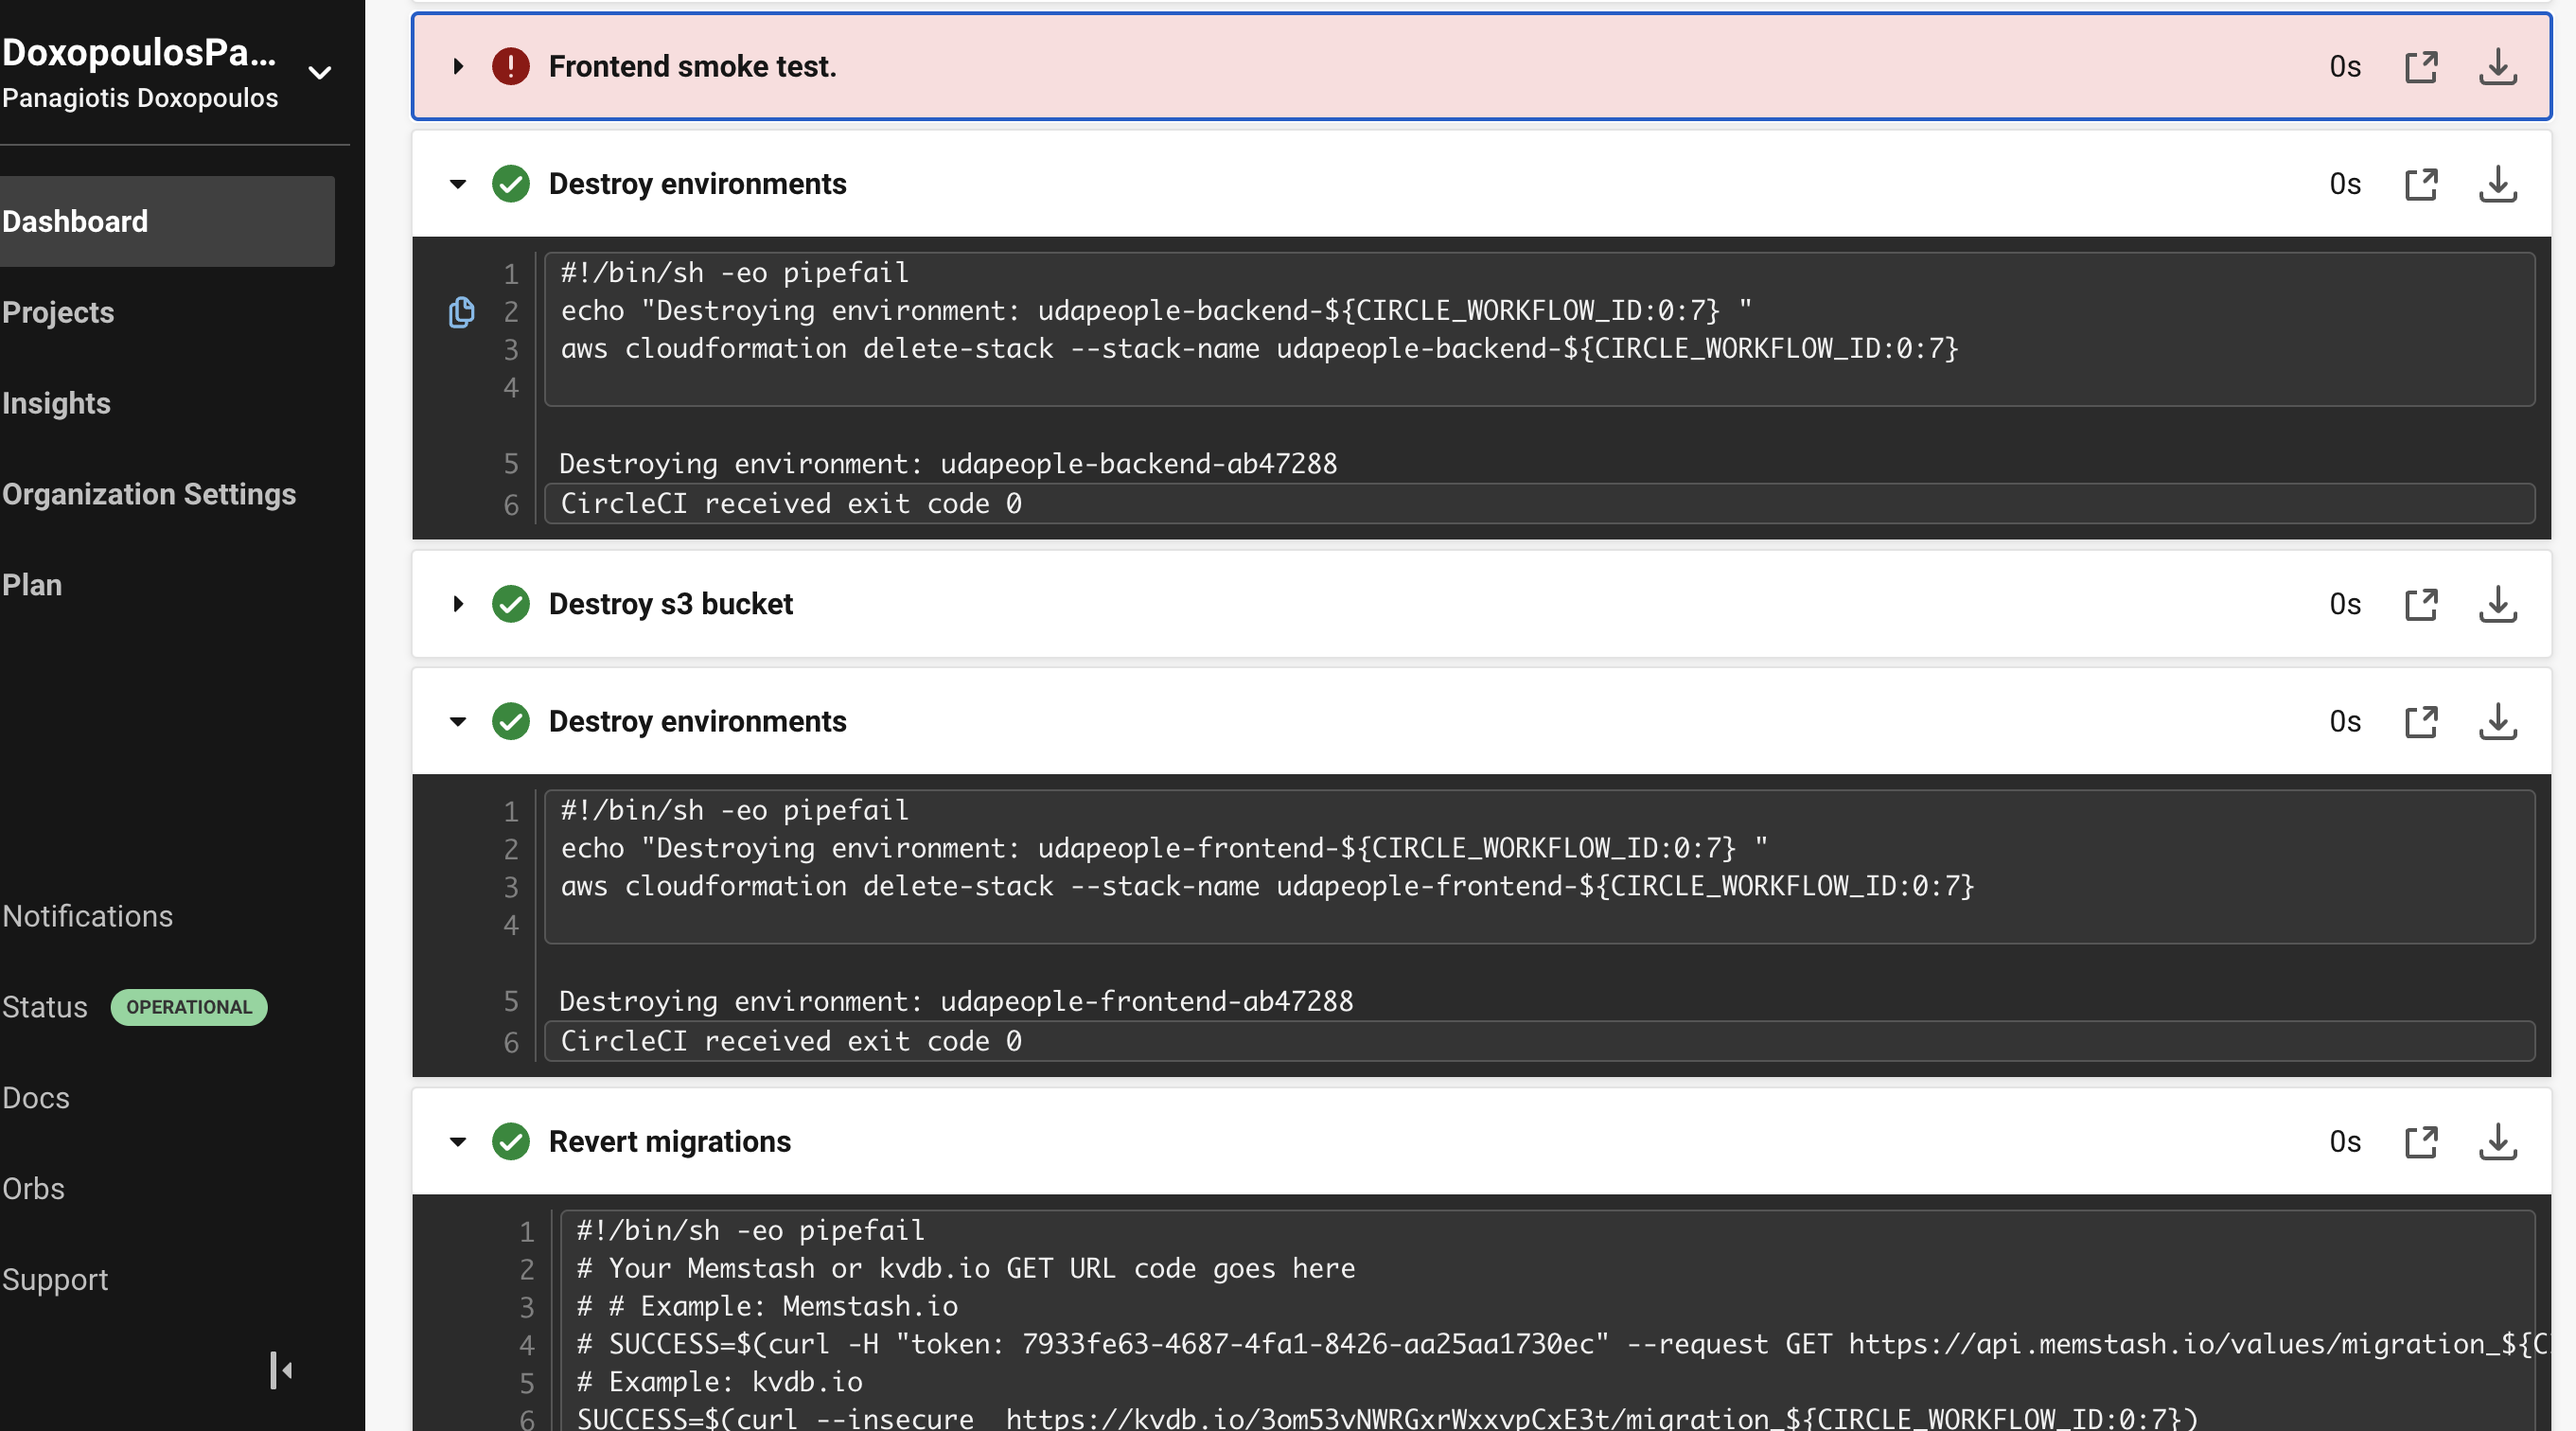 DoxopoulosPa...
Panagiotis Doxopoulos
Dashboard
Projects
Insights
Organization Settings
Plan
Notifications
Status OPERATIONAL
Docs
Orbs
Support
Frontend smoke test. 0s
Destroy environments 0s
1 #!/bin/sh -eo pipefail
2 echo "Destroying environment: udapeople-backend-${CIRCLE_WORKFLOW_ID:0:7} "
3 aws cloudformation delete-stack --stack-name udapeople-backend-${CIRCLE_WORKFLOW_ID:0:7}
4
5 Destroying environment: udapeople-backend-ab47288
6 CircleCI received exit code 0
Destroy s3 bucket 0s
Destroy environments 0s
1 #!/bin/sh -eo pipefail
2 echo "Destroying environment: udapeople-frontend-${CIRCLE_WORKFLOW_ID:0:7} "
3 aws cloudformation delete-stack --stack-name udapeople-frontend-${CIRCLE_WORKFLOW_ID:0:7}
4
5 Destroying environment: udapeople-frontend-ab47288
6 CircleCI received exit code 0
Revert migrations 0s
1 #!/bin/sh -eo pipefail
2 # Your Memstash or kvdb.io GET URL code goes here
3 # # Example: Memstash.io
4 # SUCCESS=$(curl -H "token: 7933fe63-4687-4fa1-8426-aa25aa1730ec" --request GET https://api.memstash.io/values/migration_${C
5 # Example: kvdb.io
6 SUCCESS=$(curl --insecure  https://kvdb.io/3om53vNWRGxrWxxvpCxE3t/migration_${CIRCLE_WORKFLOW_ID:0:7})